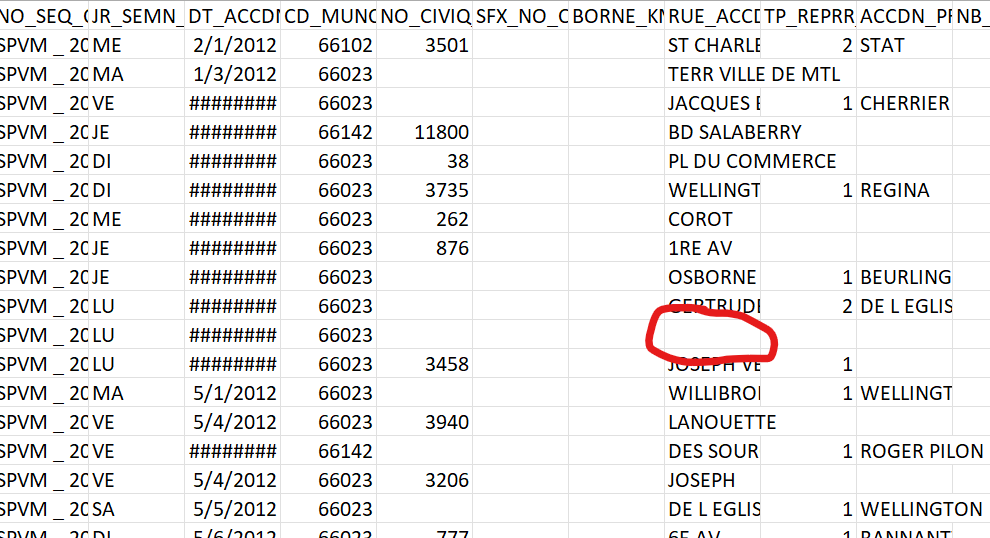 NO_SEQ_C JR_SEMN_ DT_ACCDN CD_MUNC NO_CIVIQ SFX_NO_C BORNE_KM RUE_ACCD TP_REPRR_ ACCDN_PR NB_
SPVM _ 20 ME 2/1/2012 66102 3501 ST CHARLE 2 STAT
SPVM _ 20 MA 1/3/2012 66023 TERR VILLE DE MTL
SPVM _ 20 VE ######## 66023 JACQUES 1 CHERRIER
SPVM _ 20 JE ######## 66142 11800 BD SALABERRY
SPVM _ 20 DI ######## 66023 38 PL DU COMMERCE
SPVM _ 20 DI ######## 66023 3735 WELLINGT 1 REGINA
SPVM _ 20 ME ######## 66023 262 COROT
SPVM _ 20 JE ######## 66023 876 1RE AV
SPVM _ 20 JE ######## 66023 OSBORNE 1 BEURLING
SPVM _ 20 LU ######## 66023 GERTRUDE 2 DE L EGLIS
SPVM _ 20 LU ######## 66023
SPVM _ 20 LU ######## 66023 3458 JOSEPH VE 1
SPVM _ 20 MA 5/1/2012 66023 WILLIBRO 1 WELLINGT
SPVM _ 20 VE 5/4/2012 66023 3940 LANOUETTE
SPVM _ 20 VE ######## 66142 DES SOUR 1 ROGER PILON
SPVM _ 20 VE 5/4/2012 66023 3206 JOSEPH
SPVM _ 20 SA 5/5/2012 66023 DE L EGLIS 1 WELLINGTON
SPVM _ 20 DI 5/6/2012 66023 777 6E AV 1 BANNANT